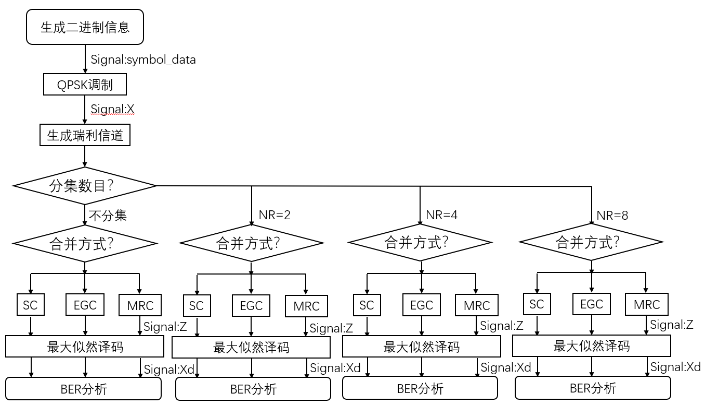 生成二进制信息
Signal:symbol_data
QPSK调制
Signal:X
生成瑞利信道
分集数目?
不分集
NR=2
NR=4
NR=8
合并方式?
合并方式?
合并方式?
合并方式?
SC
EGC
MRC
SC
EGC
MRC
SC
EGC
MRC
SC
EGC
MRC
Signal:Z
Signal:Z
Signal:Z
Signal:Z
最大似然译码
最大似然译码
最大似然译码
最大似然译码
Signal:Xd
Signal:Xd
Signal:Xd
Signal:Xd
BER分析
BER分析
BER分析
BER分析